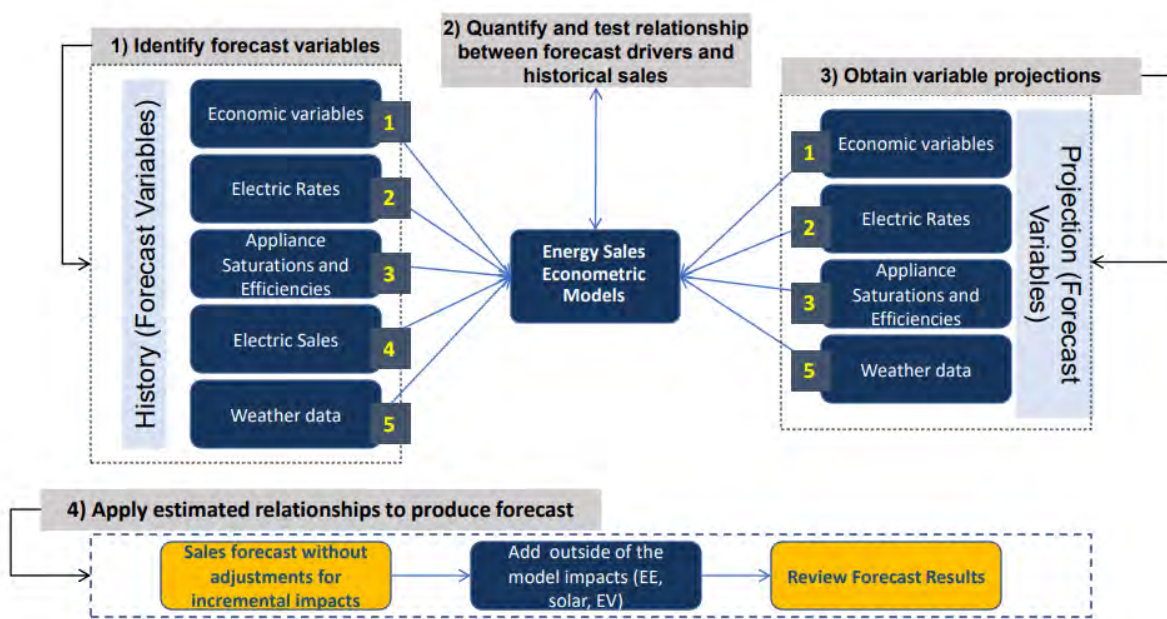 1) Identify forecast variables
History (Forecast Variables)
Economic variables
1
Electric Rates
2
Appliance
Saturations and
Efficiencies
3
Electric Sales
4
Weather data
5
2) Quantify and test relationship
between forecast drivers and
historical sales
Energy Sales
Econometric
Models
3) Obtain variable projections
1
Economic variables
2
Electric Rates
3
Appliance
Saturations and
Efficiencies
5
Weather data
Projection (Forecast
Variables)
4) Apply estimated relationships to produce forecast
Sales forecast without
adjustments for
incremental impacts
Add outside of the
model impacts (EE,
solar, EV)
Review Forecast Results